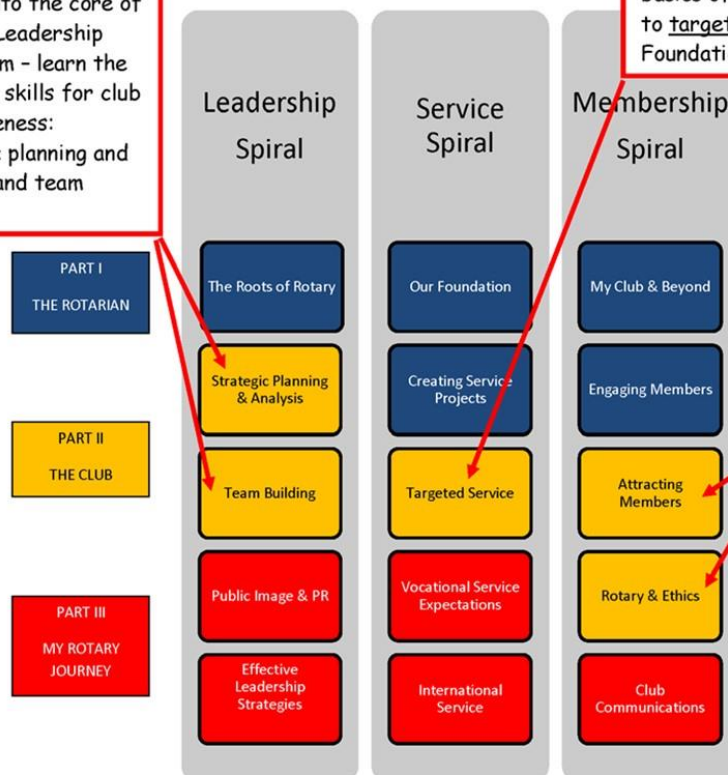 to the core of
Leadership
m – learn the
skills for club
eness:
planning and
and team
to target
Leadership
Spiral
Service
Spiral
Membership
Spiral
PART I
THE ROTARIAN
PART II
THE CLUB
PART III
MY ROTARY
JOURNEY
The Roots of Rotary
Strategic Planning
& Analysis
Team Building
Public Image & PR
Effective
Leadership
Strategies
Our Foundation
Creating Service
Projects
Targeted Service
Vocational Service
Expectations
International
Service
My Club & Beyond
Engaging Members
Attracting
Members
Rotary & Ethics
Club
Communications